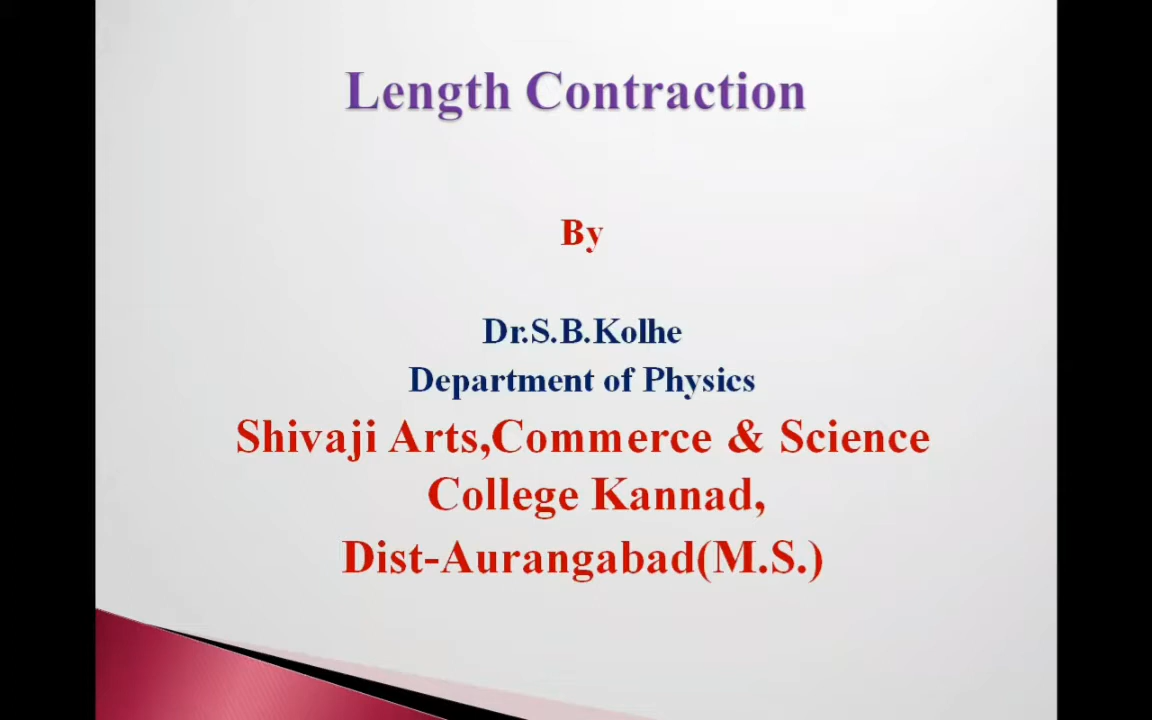 Length Contraction
By
Dr.S.B.Kolhe
Department of Physics
Shivaji Arts,Commerce & Science
College Kannad,
Dist-Aurangabad(M.S.)